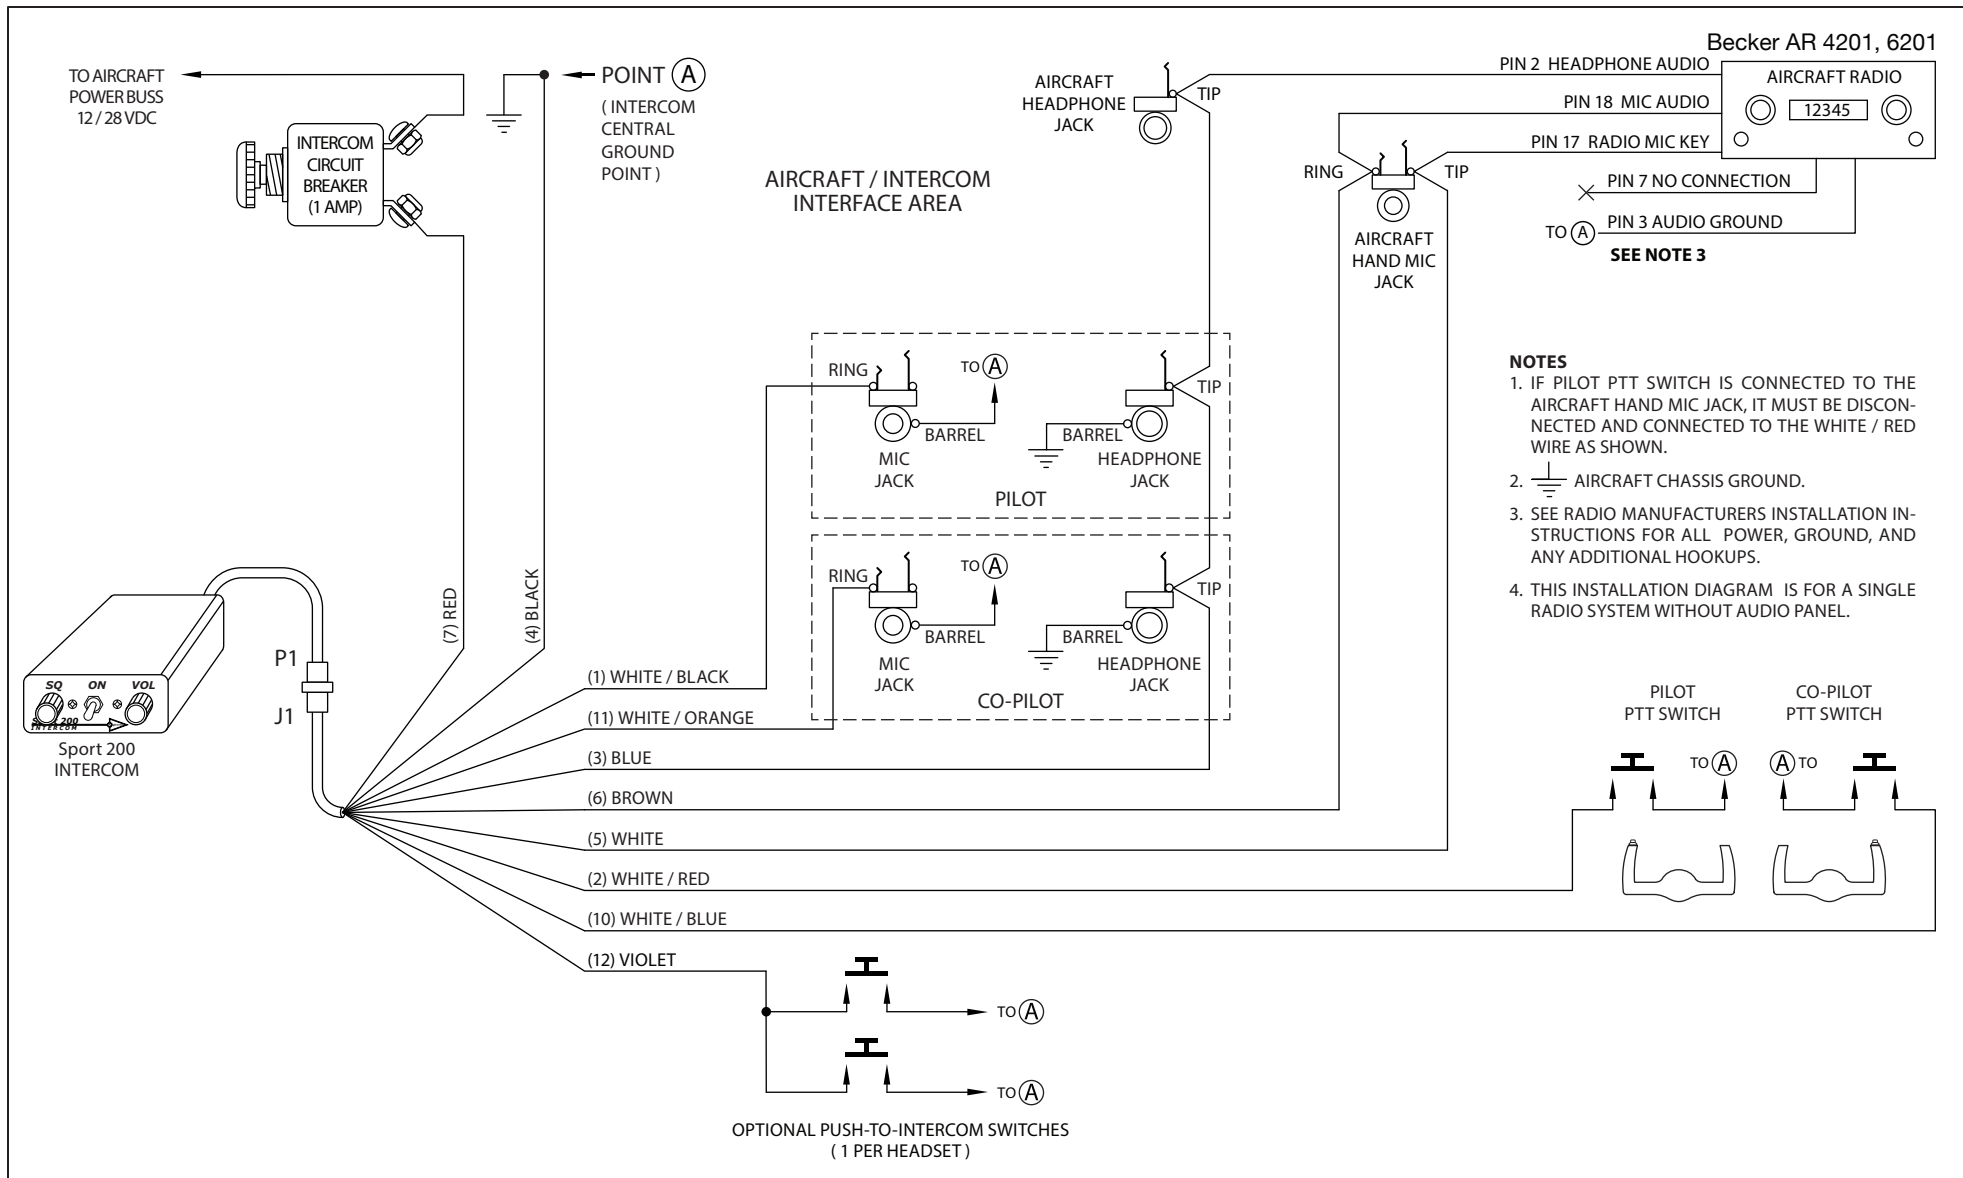 Becker AR 4201, 6201
TO AIRCRAFT
POWER BUSS
12 / 28 VDC
POINT A
( INTERCOM
CENTRAL
GROUND
POINT )
INTERCOM
CIRCUIT
BREAKER
(1 AMP)
AIRCRAFT / INTERCOM
INTERFACE AREA
AIRCRAFT
HEADPHONE
JACK
TIP
PIN 2 HEADPHONE AUDIO
PIN 18 MIC AUDIO
PIN 17 RADIO MIC KEY
AIRCRAFT RADIO
12345
RING
TIP
AIRCRAFT
HAND MIC
JACK
PIN 7 NO CONNECTION
TO A
PIN 3 AUDIO GROUND
SEE NOTE 3
RING
TO A
TIP
BARREL
BARREL
MIC
JACK
HEADPHONE
JACK
PILOT
RING
TO A
TIP
BARREL
BARREL
MIC
JACK
HEADPHONE
JACK
CO-PILOT
NOTES
1. IF PILOT PTT SWITCH IS CONNECTED TO THE
AIRCRAFT HAND MIC JACK, IT MUST BE DISCON-
NECTED AND CONNECTED TO THE WHITE / RED
WIRE AS SHOWN.
2. AIRCRAFT CHASSIS GROUND.
3. SEE RADIO MANUFACTURERS INSTALLATION IN-
STRUCTIONS FOR ALL POWER, GROUND, AND
ANY ADDITIONAL HOOKUPS.
4. THIS INSTALLATION DIAGRAM IS FOR A SINGLE
RADIO SYSTEM WITHOUT AUDIO PANEL.
(7) RED
(4) BLACK
P1
J1
SQ ON VOL
INTERCOM
Sport 200
INTERCOM
(1) WHITE / BLACK
(11) WHITE / ORANGE
(3) BLUE
(6) BROWN
(5) WHITE
(2) WHITE / RED
(10) WHITE / BLUE
(12) VIOLET
PILOT
PTT SWITCH
CO-PILOT
PTT SWITCH
TO A
A TO
TO A
TO A
OPTIONAL PUSH-TO-INTERCOM SWITCHES
( 1 PER HEADSET )